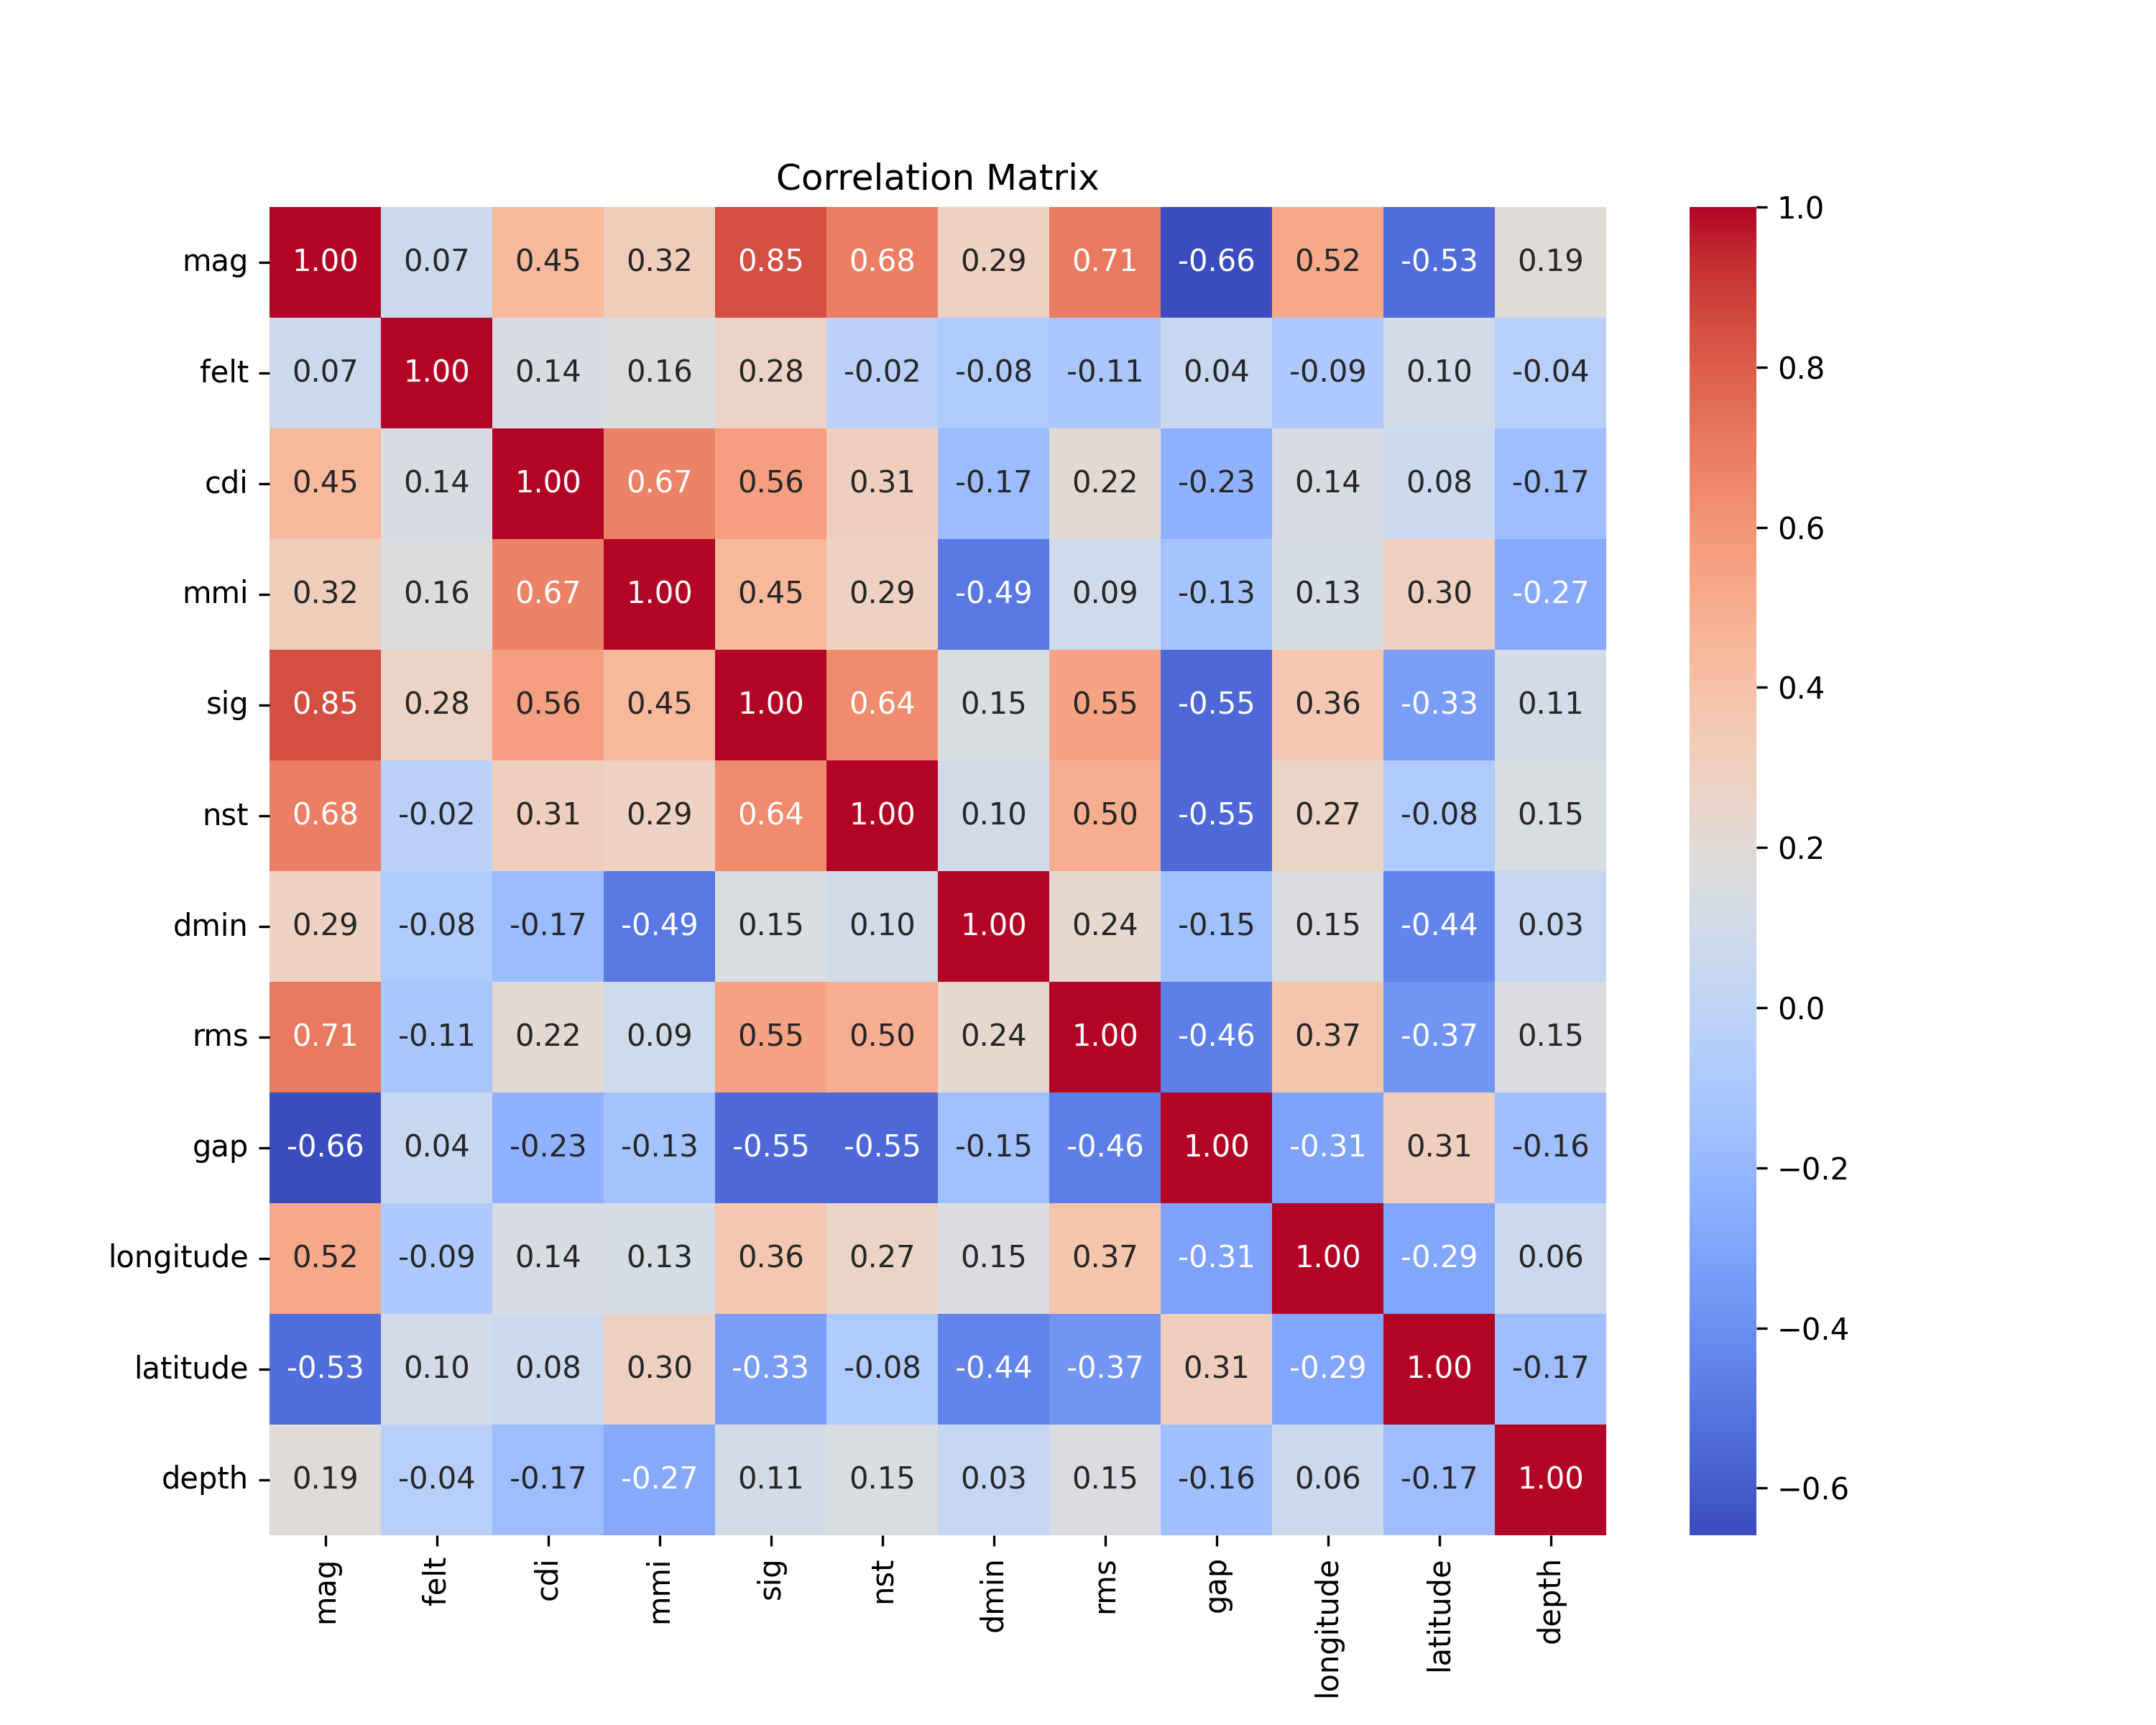 Correlation Matrix
mag 1.00 0.07 0.45 0.32 0.85 0.68 0.29 0.71 -0.66 0.52 -0.53 0.19
felt 0.07 1.00 0.14 0.16 0.28 -0.02 -0.08 -0.11 0.04 -0.09 0.10 -0.04
cdi 0.45 0.14 1.00 0.67 0.56 0.31 -0.17 0.22 -0.23 0.14 0.08 -0.17
mmi 0.32 0.16 0.67 1.00 0.45 0.29 -0.49 0.09 -0.13 0.13 0.30 -0.27
sig 0.85 0.28 0.56 0.45 1.00 0.64 0.15 0.55 -0.55 0.36 -0.33 0.11
nst 0.68 -0.02 0.31 0.29 0.64 1.00 0.10 0.50 -0.55 0.27 -0.08 0.15
dmin 0.29 -0.08 -0.17 -0.49 0.15 0.10 1.00 0.24 -0.15 0.15 -0.44 0.03
rms 0.71 -0.11 0.22 0.09 0.55 0.50 0.24 1.00 -0.46 0.37 -0.37 0.15
gap -0.66 0.04 -0.23 -0.13 -0.55 -0.55 -0.15 -0.46 1.00 -0.31 0.31 -0.16
longitude 0.52 -0.09 0.14 0.13 0.36 0.27 0.15 0.37 -0.31 1.00 -0.29 0.06
latitude -0.53 0.10 0.08 0.30 -0.33 -0.08 -0.44 -0.37 0.31 -0.29 1.00 -0.17
depth 0.19 -0.04 -0.17 -0.27 0.11 0.15 0.03 0.15 -0.16 0.06 -0.17 1.00
mag felt cdi mmi sig nst dmin rms gap longitude latitude depth
1.0
0.8
0.6
0.4
0.2
0.0
−0.2
−0.4
−0.6